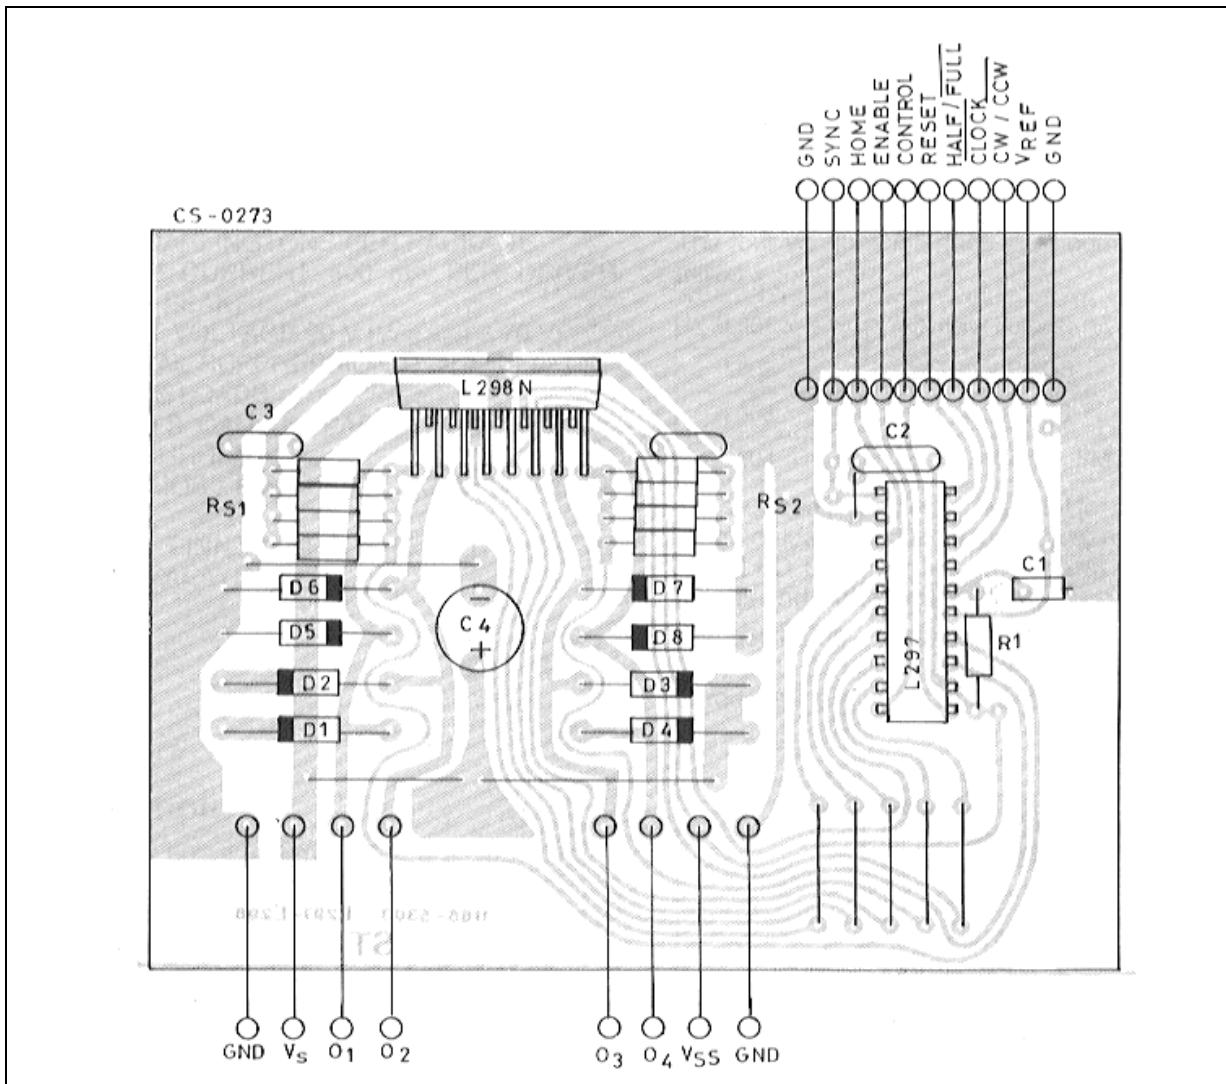 GND
SYNC
HOME
ENABLE
CONTROL
RESET
HALF/FULL
CLOCK
CW / CCW
VREF
GND
CS-0273
L298N
C3
C2
RS1
RS2
D6
D7
C1
C4
D5
D8
R1
L297
D2
D3
D1
D4
ST
GND
VS
O1
O2
O3
O4
VSS
GND